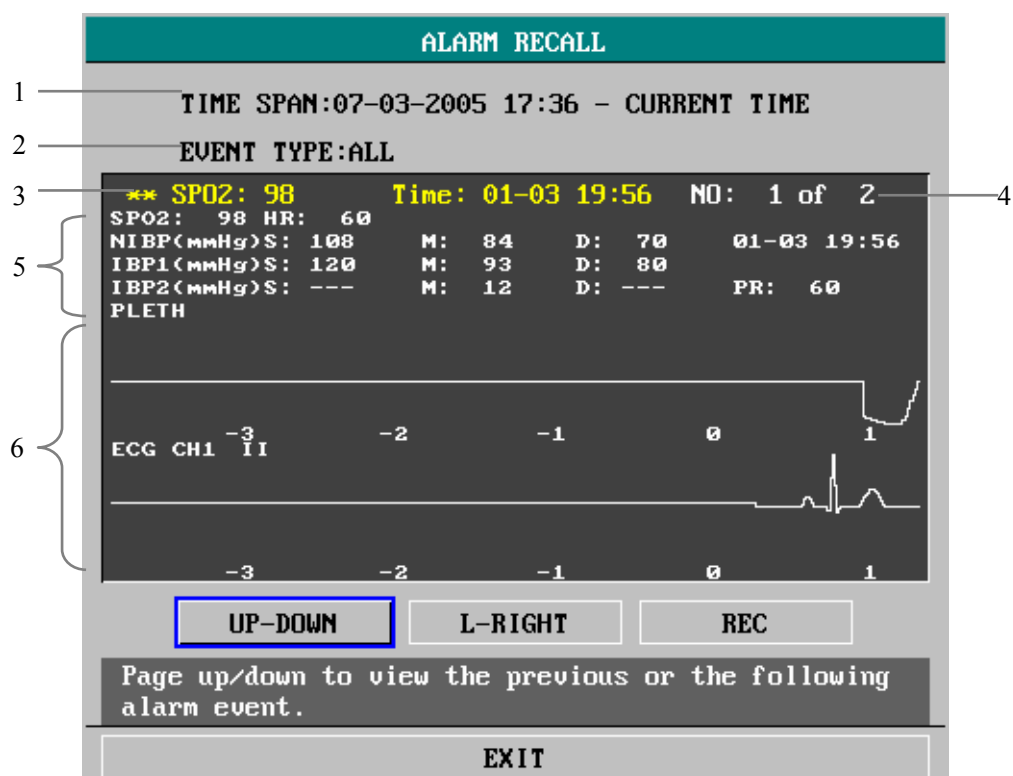 ALARM RECALL
1 TIME SPAN:07-03-2005 17:36 - CURRENT TIME
2 EVENT TYPE:ALL
3 ** SPO2: 98 Time: 01-03 19:56 NO: 1 of 2 4
SPO2: 98 HR: 60
NIBP(mmHg)S: 108 M: 84 D: 70 01-03 19:56
5 IBP1(mmHg)S: 120 M: 93 D: 80
IBP2(mmHg)S: --- M: 12 D: --- PR: 60
PLETH
-3 -2 -1 0 1
6 ECG CH1 II
-3 -2 -1 0 1
UP-DOWN L-RIGHT REC
Page up/down to view the previous or the following
alarm event.
EXIT